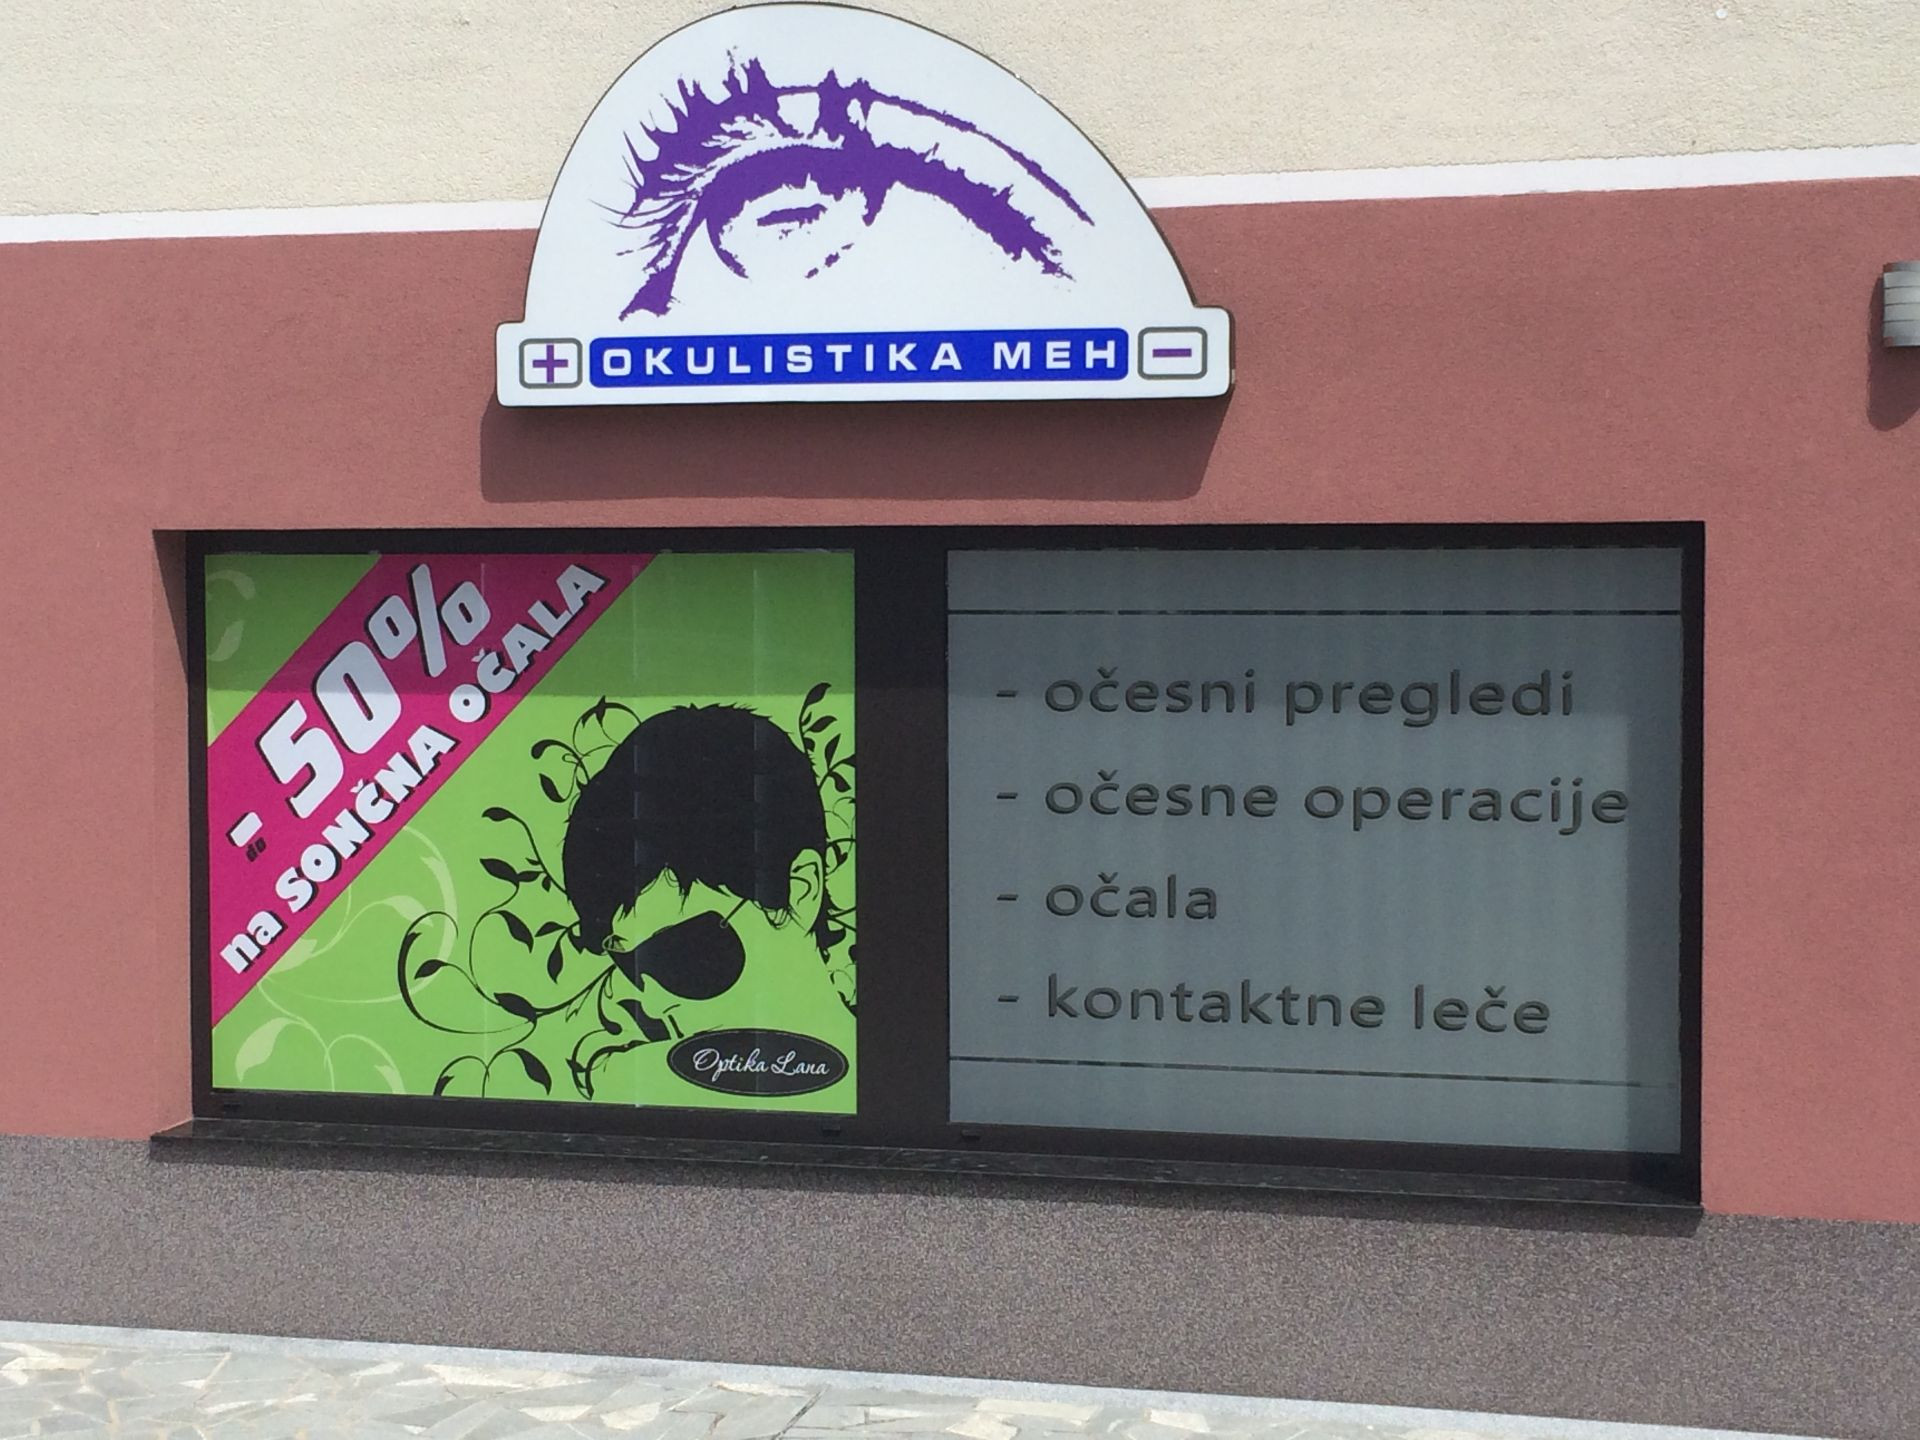 + OKULISTIKA MEH -
do
- 50%
na SONČNA OČALA
Optika Lana
- očesni pregledi
- očesne operacije
- očala
- kontaktne leče